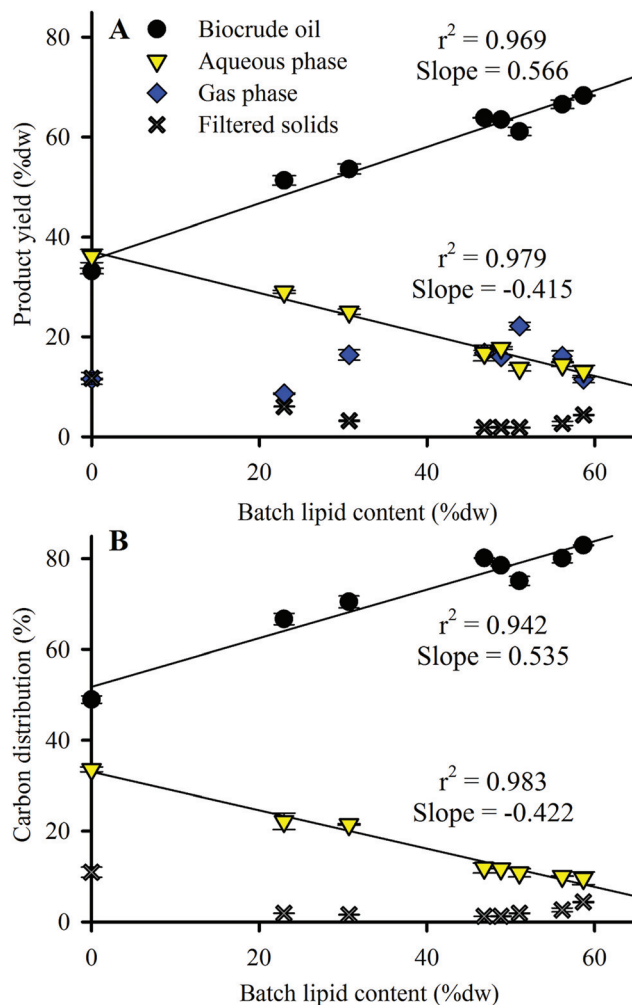 A
Biocrude oil
Aqueous phase
Gas phase
Filtered solids
r² = 0.969
Slope = 0.566
r² = 0.979
Slope = -0.415
Product yield (%dw)
80
60
40
20
0
0 20 40 60
Batch lipid content (%dw)
B
r² = 0.942
Slope = 0.535
r² = 0.983
Slope = -0.422
Carbon distribution (%)
80
60
40
20
0
0 20 40 60
Batch lipid content (%dw)